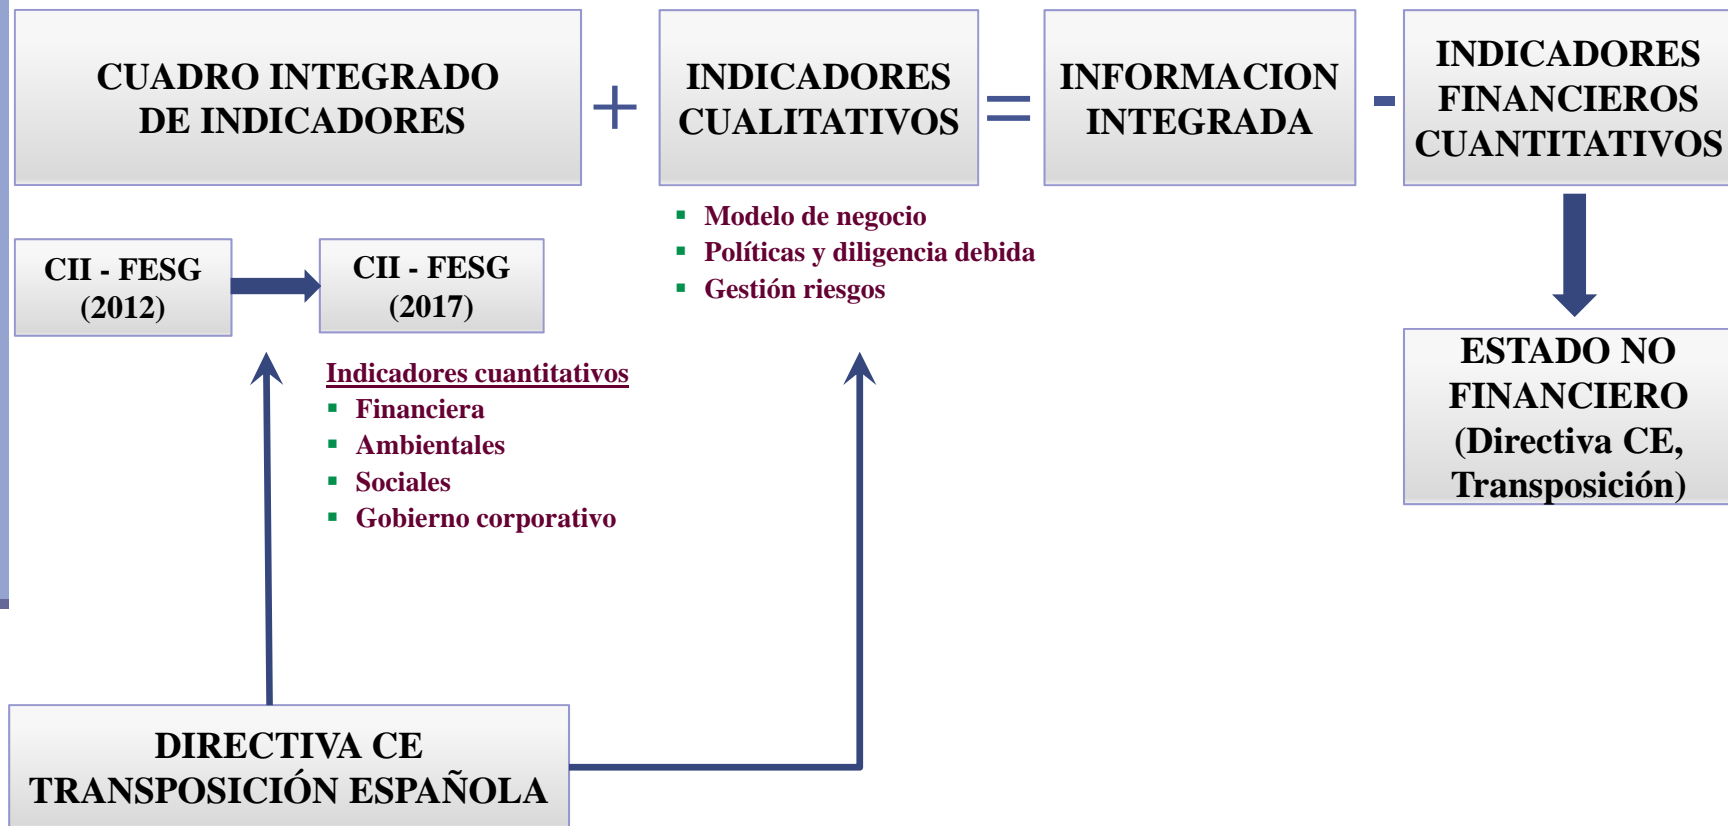 CUADRO INTEGRADO
DE INDICADORES
+
INDICADORES
CUALITATIVOS
=
INFORMACION
INTEGRADA
-
INDICADORES
FINANCIEROS
CUANTITATIVOS
CII - FESG
(2012)
CII - FESG
(2017)
Indicadores cuantitativos
▪ Financiera
▪ Ambientales
▪ Sociales
▪ Gobierno corporativo
▪ Modelo de negocio
▪ Políticas y diligencia debida
▪ Gestión riesgos
ESTADO NO
FINANCIERO
(Directiva CE,
Transposición)
DIRECTIVA CE
TRANSPOSICIÓN ESPAÑOLA